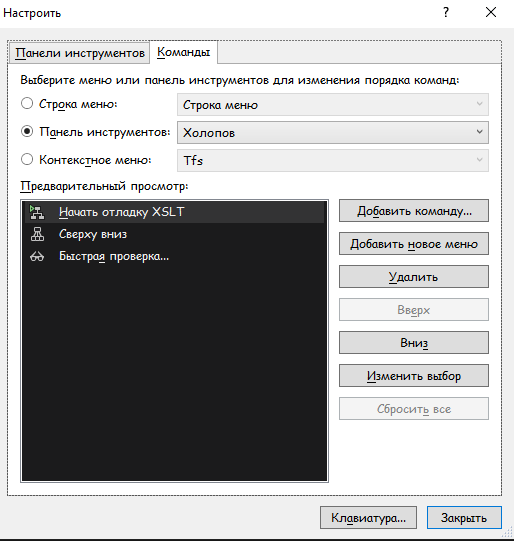 Настроить
Панели инструментов Команды
Выберите меню или панель инструментов для изменения порядка команд:
Строка меню: Строка меню
Панель инструментов: Холопов
Контекстное меню: Tfs
Предварительный просмотр:
Начать отладку XSLT
Сверху вниз
Быстрая проверка...
Добавить команду...
Добавить новое меню
Удалить
Вверх
Вниз
Изменить выбор
Сбросить все
Клавиатура... Закрыть